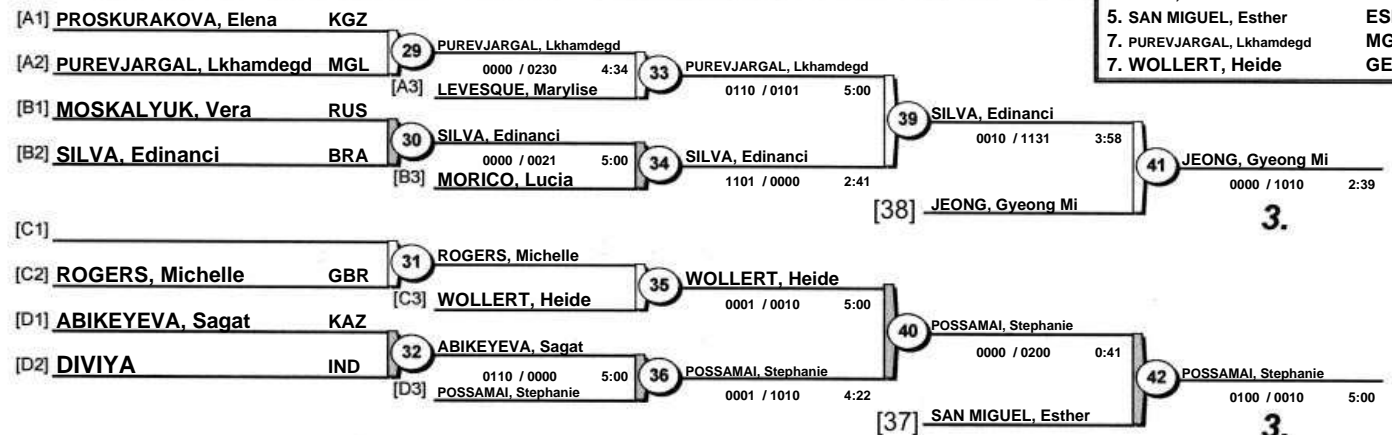 [A1] PROSKURAKOVA, Elena KGZ
[A2] PUREVJARGAL, Lkhamdegd MGL
29
PUREVJARGAL, Lkhamdegd
0000 / 0230 4:34
[A3] LEVESQUE, Marylise
33
PUREVJARGAL, Lkhamdegd
0110 / 0101 5:00
[B1] MOSKALYUK, Vera RUS
[B2] SILVA, Edinanci BRA
30
SILVA, Edinanci
0000 / 0021 5:00
[B3] MORICO, Lucia
34
SILVA, Edinanci
1101 / 0000 2:41
39
SILVA, Edinanci
0010 / 1131 3:58
[38] JEONG, Gyeong Mi
41
JEONG, Gyeong Mi
0000 / 1010 2:39
3.
[C1]
[C2] ROGERS, Michelle GBR
31
ROGERS, Michelle
[C3] WOLLERT, Heide
35
WOLLERT, Heide
0001 / 0010 5:00
[D1] ABIKEYEVA, Sagat KAZ
[D2] DIVIYA IND
32
ABIKEYEVA, Sagat
0110 / 0000 5:00
[D3] POSSAMAI, Stephanie
36
POSSAMAI, Stephanie
0001 / 1010 4:22
40
POSSAMAI, Stephanie
0000 / 0200 0:41
[37] SAN MIGUEL, Esther
42
POSSAMAI, Stephanie
0100 / 0010 5:00
3.
5. SAN MIGUEL, Esther ES
7. PUREVJARGAL, Lkhamdegd MG
7. WOLLERT, Heide GE